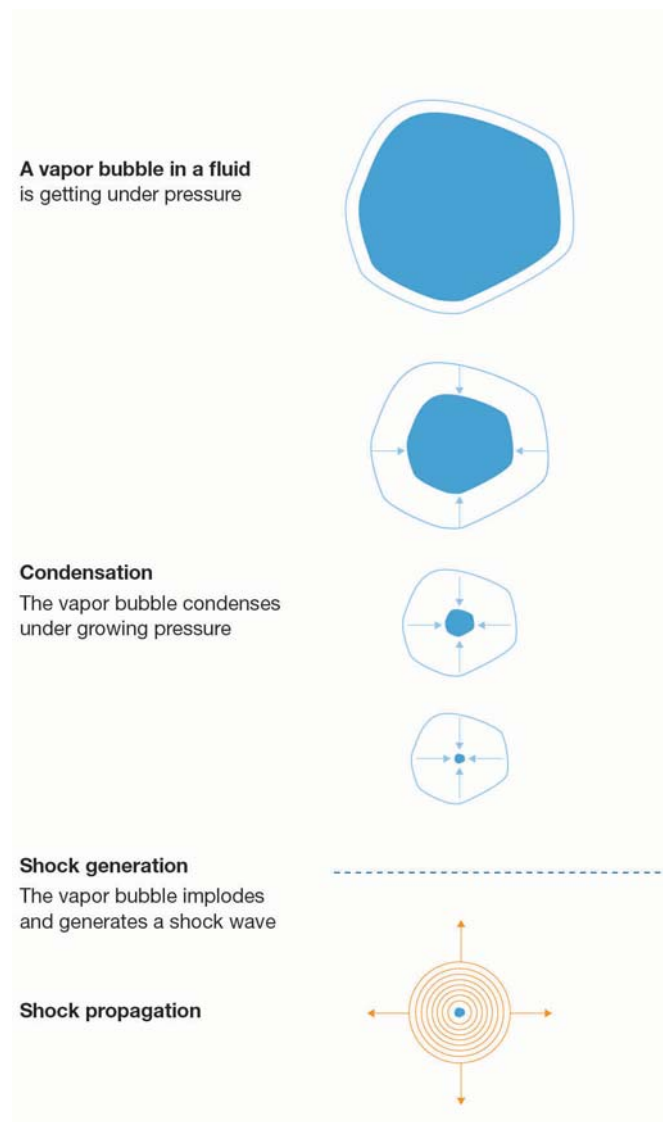 A vapor bubble in a fluid
is getting under pressure
Condensation
The vapor bubble condenses
under growing pressure
Shock generation
The vapor bubble implodes
and generates a shock wave
Shock propagation